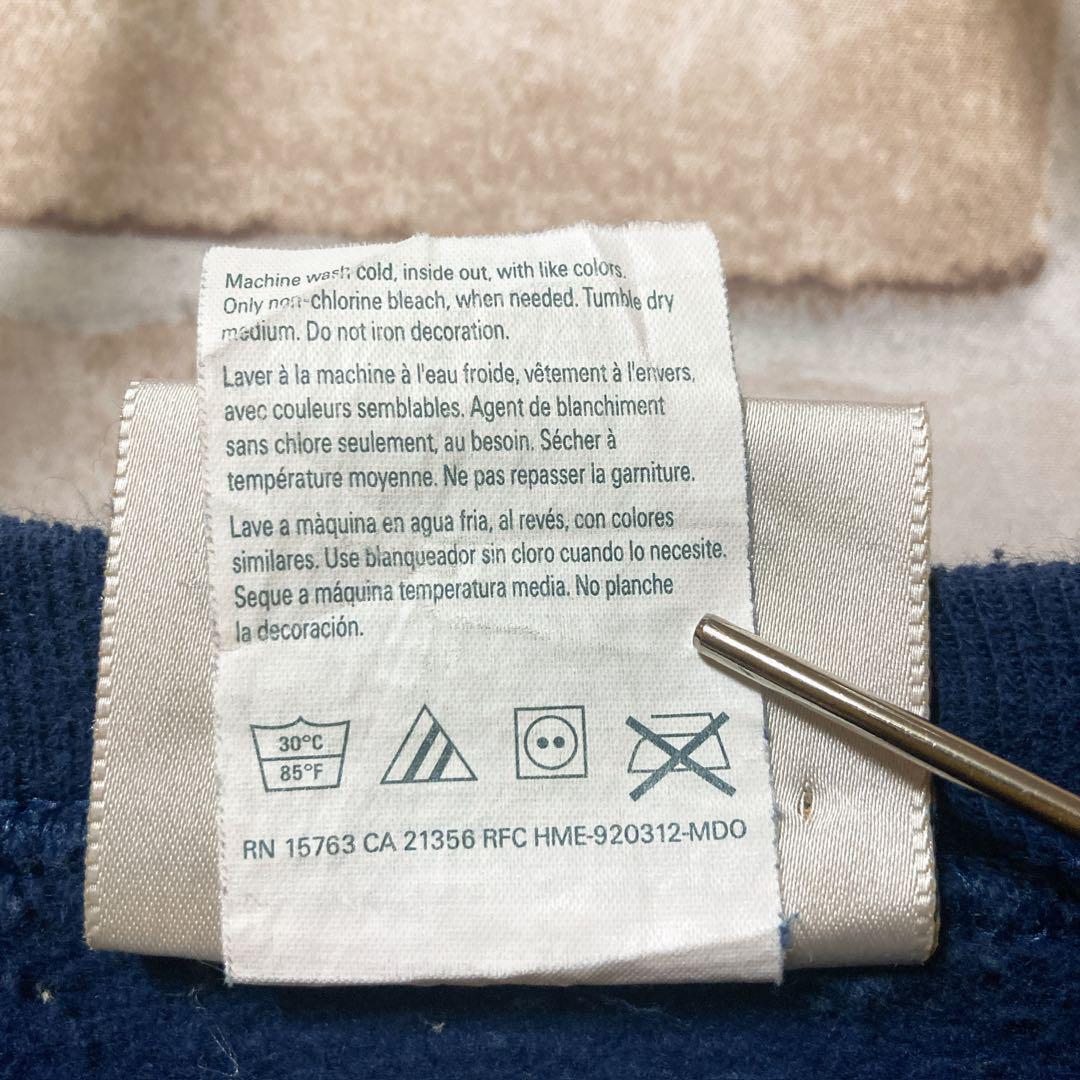 Machine wash cold, inside out, with like colors.
Only non-chlorine bleach, when needed. Tumble dry
medium. Do not iron decoration.
Laver à la machine à l'eau froide, vêtement à l'envers,
avec couleurs semblables. Agent de blanchiment
sans chlore seulement, au besoin. Sécher à
température moyenne. Ne pas repasser la garniture.
Lave a màquina en agua fria, al revés, con colores
similares. Use blanqueador sin cloro cuando lo necesite.
Seque a máquina temperatura media. No planche
la decoración.
30°C
85°F
RN 15763 CA 21356 RFC HME-920312-MDO